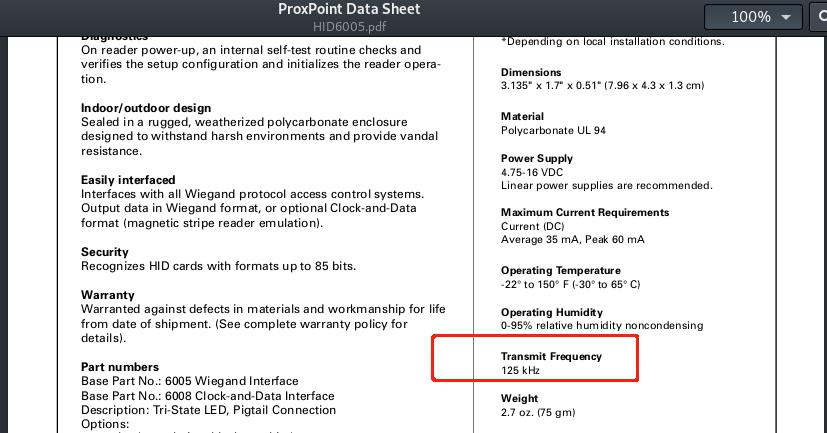 ProxPoint Data Sheet
HID6005.pdf
100%
Diagnostics
On reader power-up, an internal self-test routine checks and
verifies the setup configuration and initializes the reader opera-
tion.
Indoor/outdoor design
Sealed in a rugged, weatherized polycarbonate enclosure
designed to withstand harsh environments and provide vandal
resistance.
Easily interfaced
Interfaces with all Wiegand protocol access control systems.
Output data in Wiegand format, or optional Clock-and-Data
format (magnetic stripe reader emulation).
Security
Recognizes HID cards with formats up to 85 bits.
Warranty
Warranted against defects in materials and workmanship for life
from date of shipment. (See complete warranty policy for
details).
Part numbers
Base Part No.: 6005 Wiegand Interface
Base Part No.: 6008 Clock-and-Data Interface
Description: Tri-State LED, Pigtail Connection
Options:
*Depending on local installation conditions.
Dimensions
3.135" x 1.7" x 0.51" (7.96 x 4.3 x 1.3 cm)
Material
Polycarbonate UL 94
Power Supply
4.75-16 VDC
Linear power supplies are recommended.
Maximum Current Requirements
Current (DC)
Average 35 mA, Peak 60 mA
Operating Temperature
-22° to 150° F (-30° to 65° C)
Operating Humidity
0-95% relative humidity noncondensing
Transmit Frequency
125 kHz
Weight
2.7 oz. (75 gm)